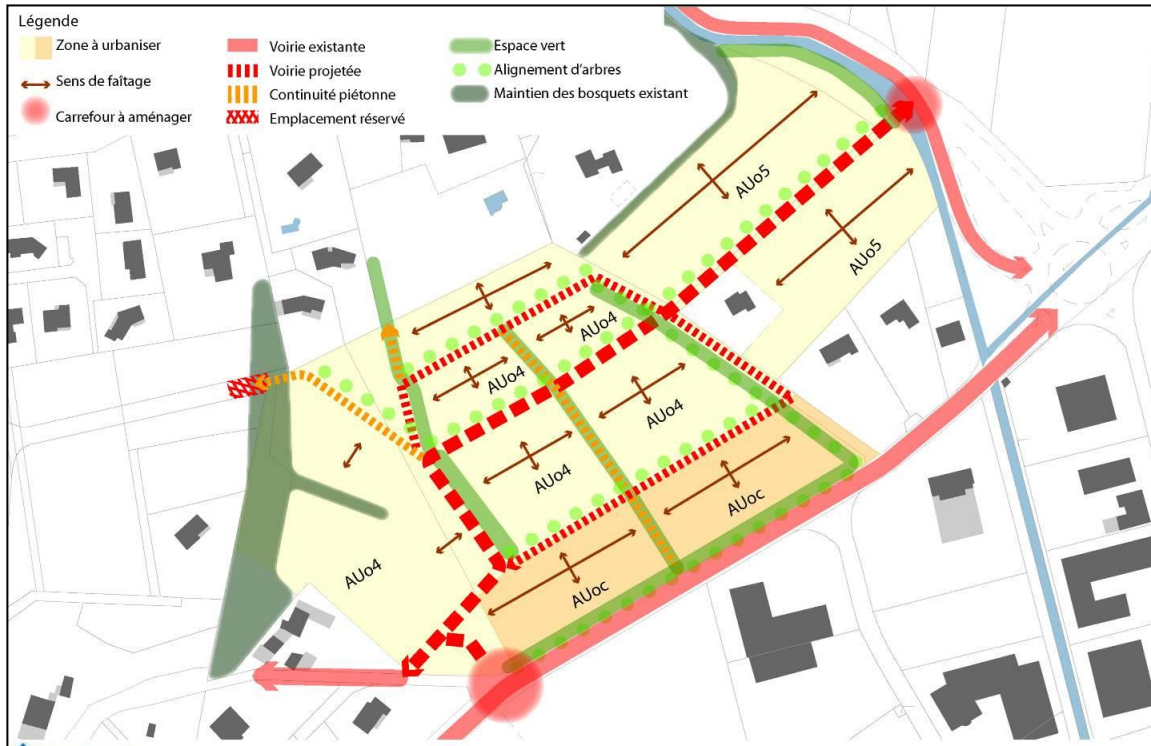 Légende
Zone à urbaniser
Sens de faîtage
Carrefour à aménager
Voirie existante
Voirie projetée
Continuité piétonne
Emplacement réservé
Espace vert
Alignement d'arbres
Maintien des bosquets existant
AUo5
AUo5
AUo4
AUo4
AUo4
AUo4
AUoc
AUo4
AUoc